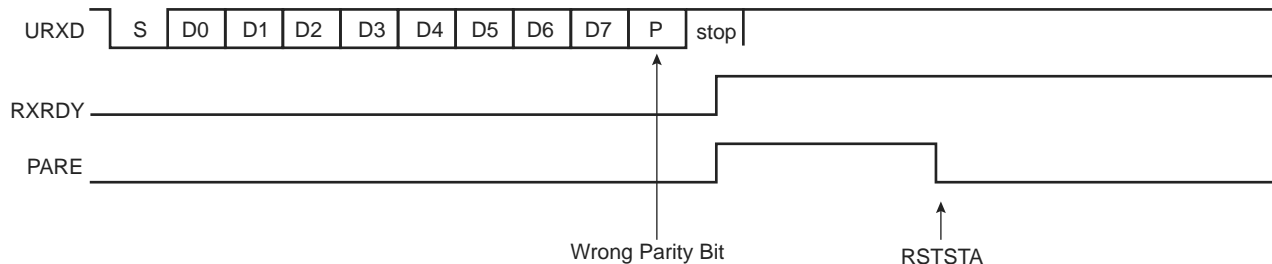 URXD S D0 D1 D2 D3 D4 D5 D6 D7 P stop
RXRDY
PARE
Wrong Parity Bit RSTSTA